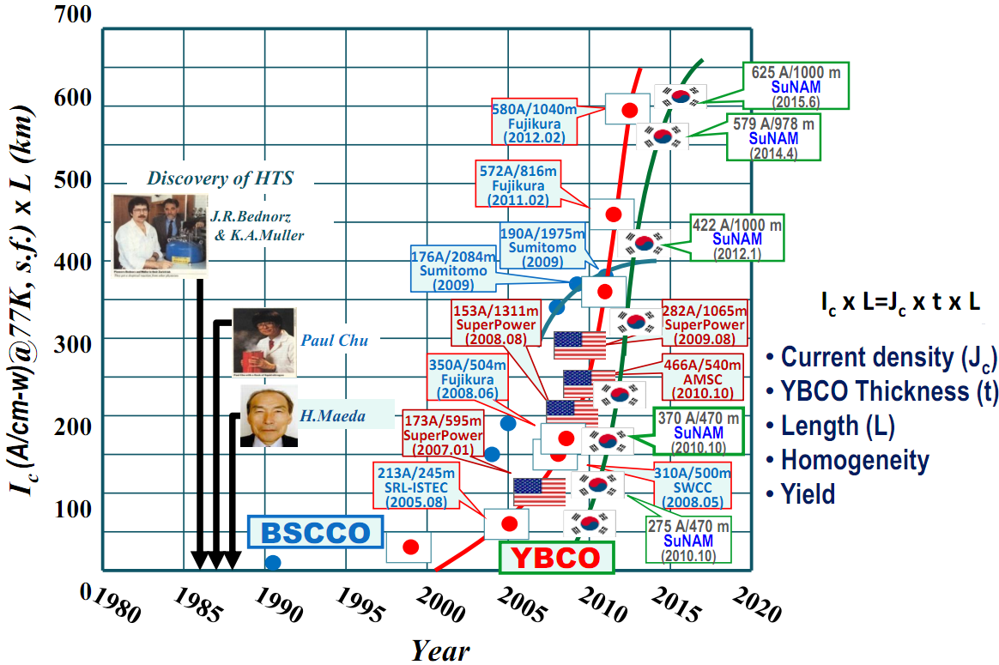 700
600
500
400
300
200
100
0
I_c (A/cm-w)@77K, s.f.) x L (km)
1980
1985
1990
1995
2000
2005
2010
2015
2020
Year
Discovery of HTS
J.R.Bednorz
& K.A.Muller
Paul Chu
H.Maeda
BSCCO
YBCO
625 A/1000 m
SuNAM
(2015.6)
580A/1040m
Fujikura
(2012.02)
579 A/978 m
SuNAM
(2014.4)
572A/816m
Fujikura
(2011.02)
422 A/1000 m
SuNAM
(2012.1)
190A/1975m
Sumitomo
(2009)
176A/2084m
Sumitomo
(2009)
153A/1311m
SuperPower
(2008.08)
282A/1065m
SuperPower
(2009.08)
350A/504m
Fujikura
(2008.06)
466A/540m
AMSC
(2010.10)
173A/595m
SuperPower
(2007.01)
370 A/470 m
SuNAM
(2010.10)
213A/245m
SRL-ISTEC
(2005.08)
310A/500m
SWCC
(2008.05)
275 A/470 m
SuNAM
(2010.10)
I_c x L=J_c x t x L
• Current density (J_c)
• YBCO Thickness (t)
• Length (L)
• Homogeneity
• Yield